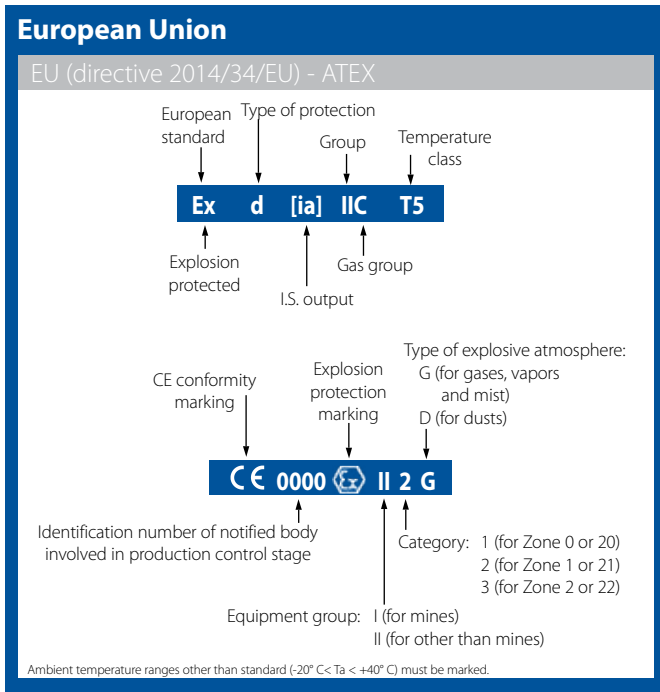 European Union
EU (directive 2014/34/EU) - ATEX
European
standard
Type of protection
Group
Temperature
class
Ex d [ia] IIC T5
Explosion
protected
I.S. output
Gas group
CE conformity
marking
Explosion
protection
marking
Type of explosive atmosphere:
G (for gases, vapors
and mist)
D (for dusts)
CE 0000 Ex II 2 G
Identification number of notified body
involved in production control stage
Category: 1 (for Zone 0 or 20)
2 (for Zone 1 or 21)
3 (for Zone 2 or 22)
Equipment group: I (for mines)
II (for other than mines)
Ambient temperature ranges other than standard (-20° C< Ta < +40° C) must be marked.